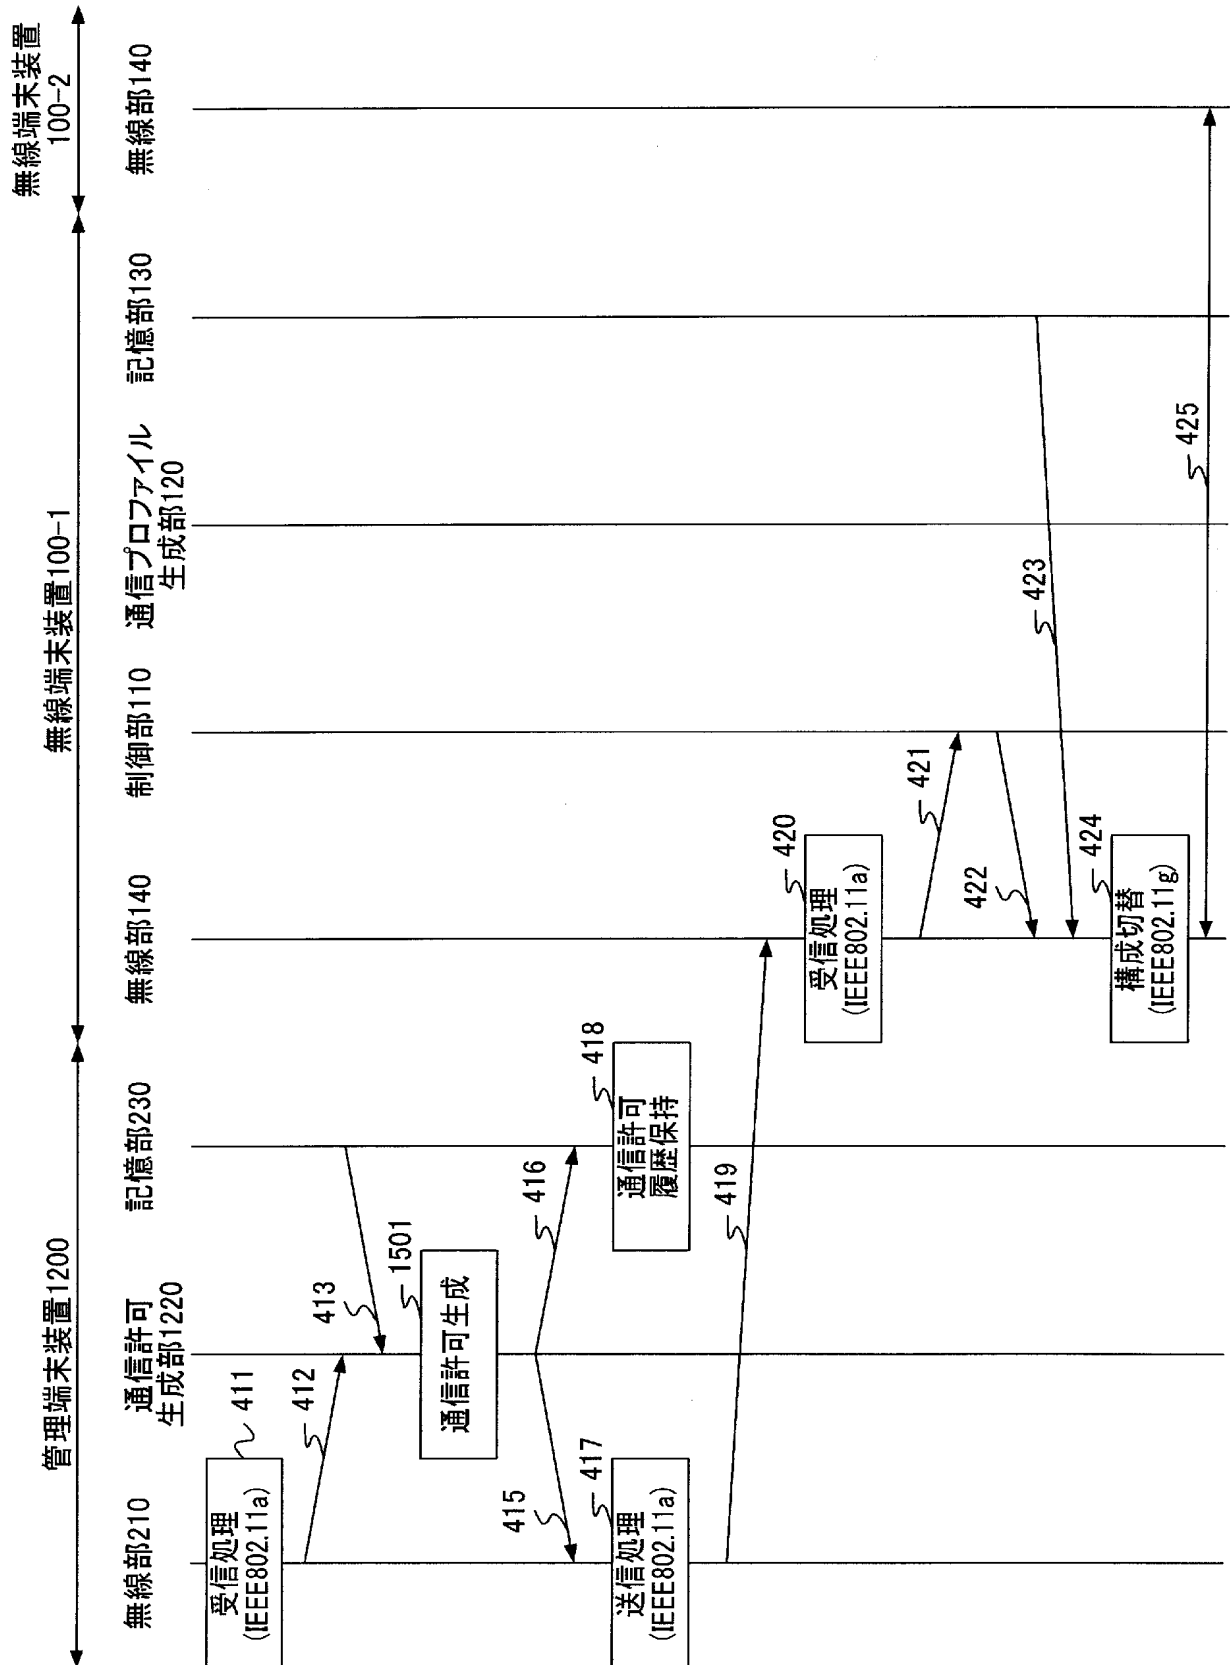 管理端末装置1200
無線端末装置100-1
無線端末装置
100-2
無線部210
通信許可
生成部1220
記憶部230
無線部140
制御部110
通信プロファイル
生成部120
記憶部130
無線部140
受信処理
(IEEE802.11a)
411
412
413
通信許可生成
1501
415
416
送信処理
(IEEE802.11a)
417
通信許可
履歴保持
418
419
受信処理
(IEEE802.11a)
420
421
422
423
構成切替
(IEEE802.11g)
424
425